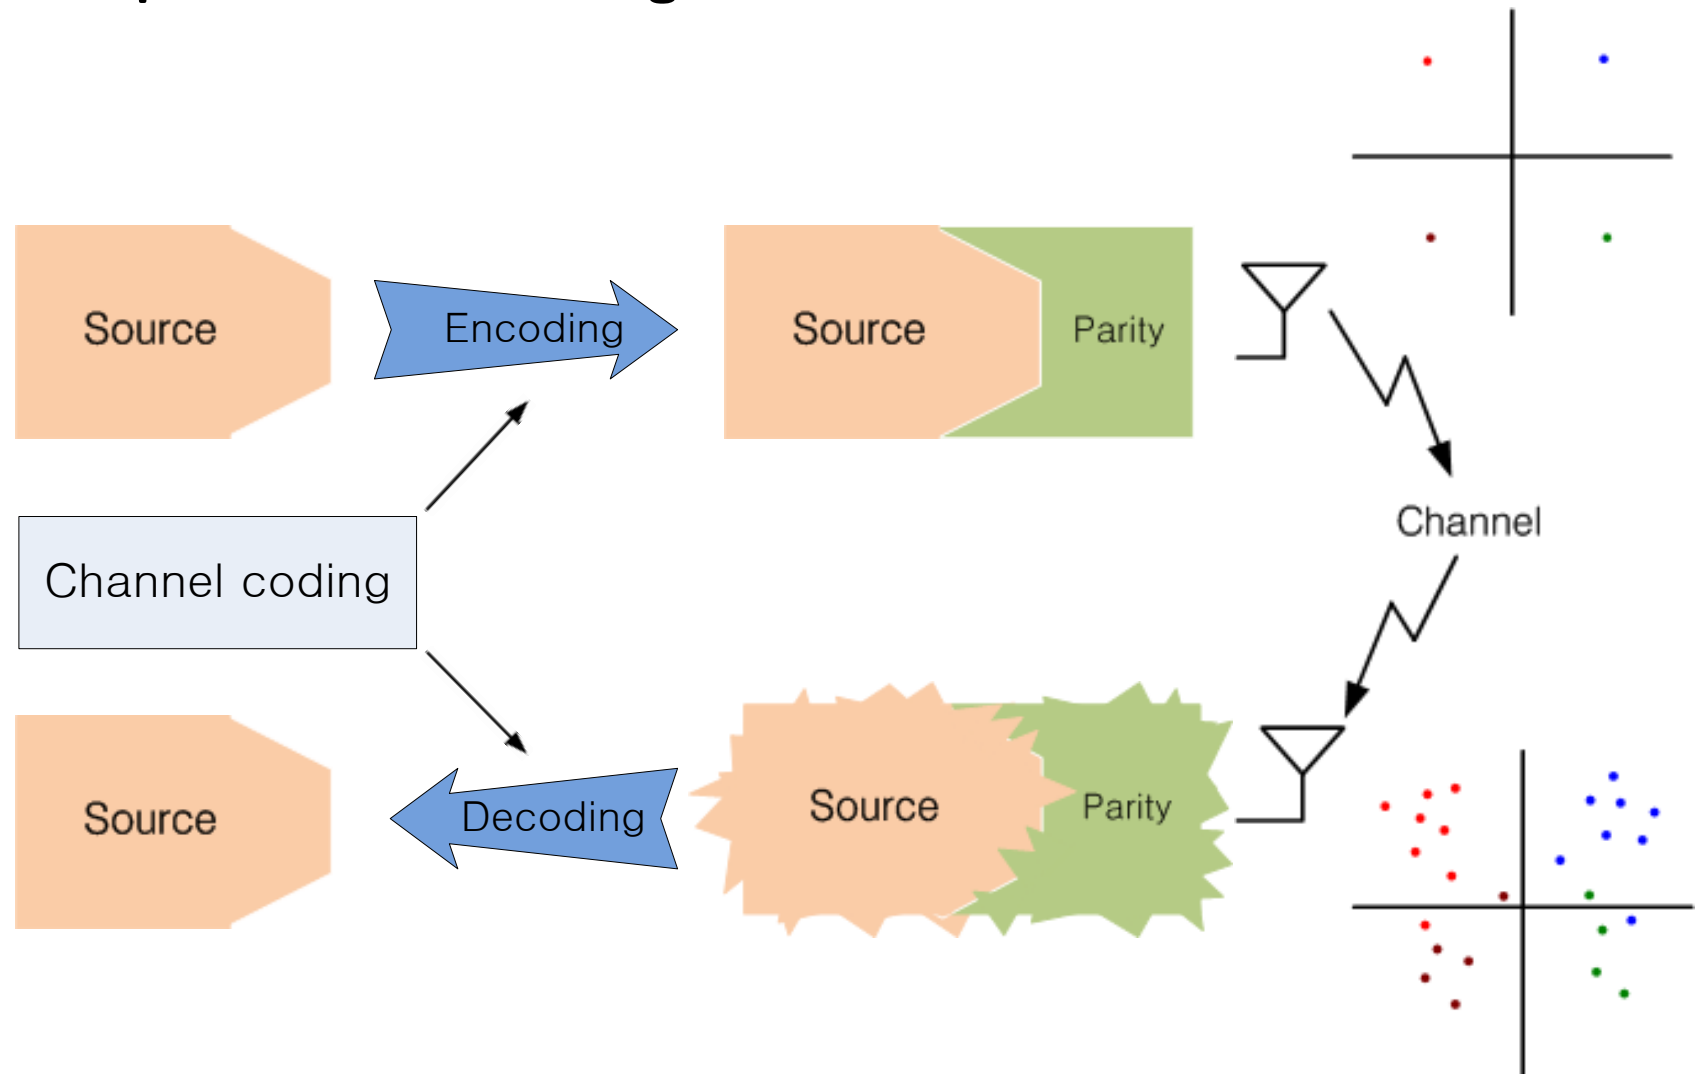 Source
Encoding
Source
Parity
Channel
Channel coding
Source
Decoding
Source
Parity